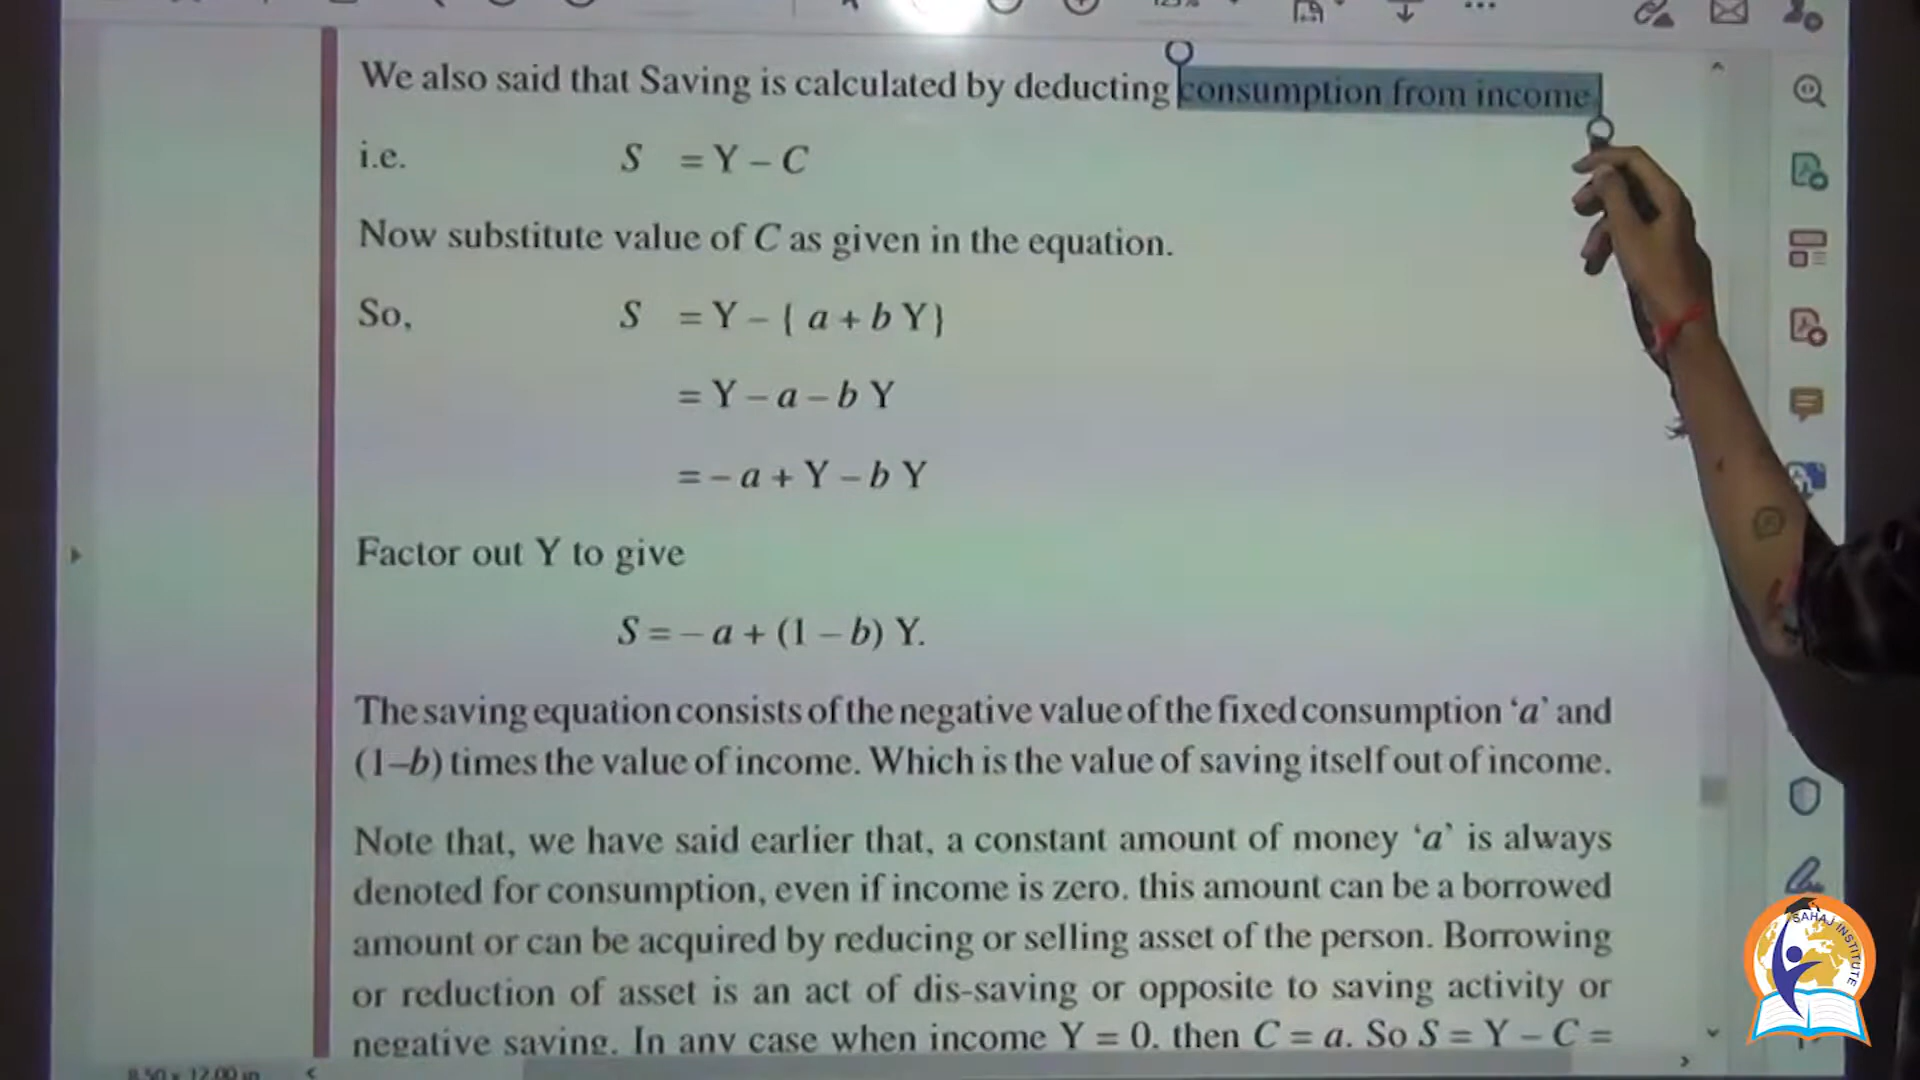 We also said that Saving is calculated by deducting consumption from income
i.e. S = Y – C
Now substitute value of C as given in the equation.
So, S = Y – { a + b Y}
= Y – a – b Y
= – a + Y – b Y
Factor out Y to give
S = – a + (1 – b) Y.
The saving equation consists of the negative value of the fixed consumption ‘a’ and
(1–b) times the value of income. Which is the value of saving itself out of income.
Note that, we have said earlier that, a constant amount of money ‘a’ is always
denoted for consumption, even if income is zero. this amount can be a borrowed
amount or can be acquired by reducing or selling asset of the person. Borrowing
or reduction of asset is an act of dis-saving or opposite to saving activity or
negative saving. In any case when income Y = 0. then C = a. So S = Y – C =
8.50 x 12.00 in
SAHAJ INSTITUTE